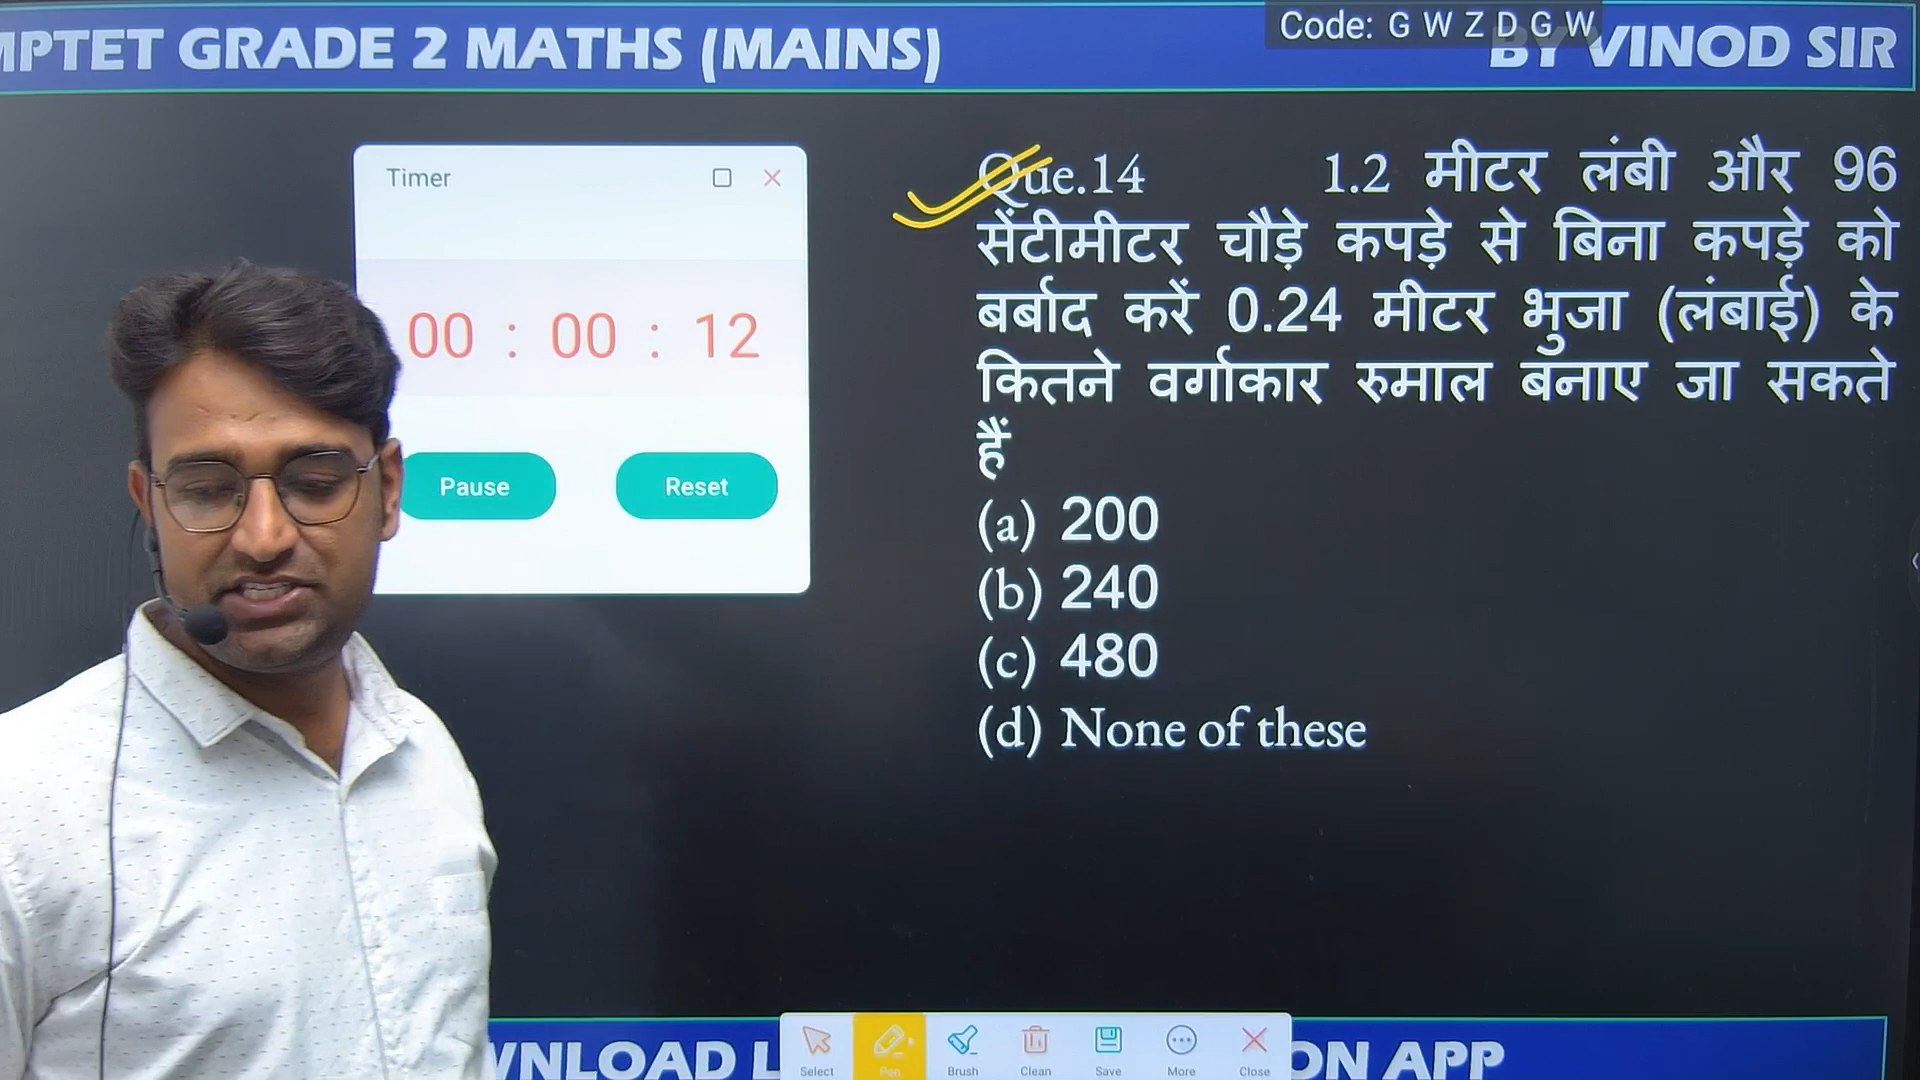 Code: G W Z D G W
MPTET GRADE 2 MATHS (MAINS)
BY VINOD SIR
Timer
00 : 00 : 12
Pause
Reset
Que.14 1.2 मीटर लंबी और 96
सेंटीमीटर चौड़े कपड़े से बिना कपड़े को
बर्बाद करें 0.24 मीटर भुजा (लंबाई) के
कितने वर्गाकार रुमाल बनाए जा सकते
हैं
(a) 200
(b) 240
(c) 480
(d) None of these
ON APP
Select
Pen
Brush
Clean
Save
More
Close